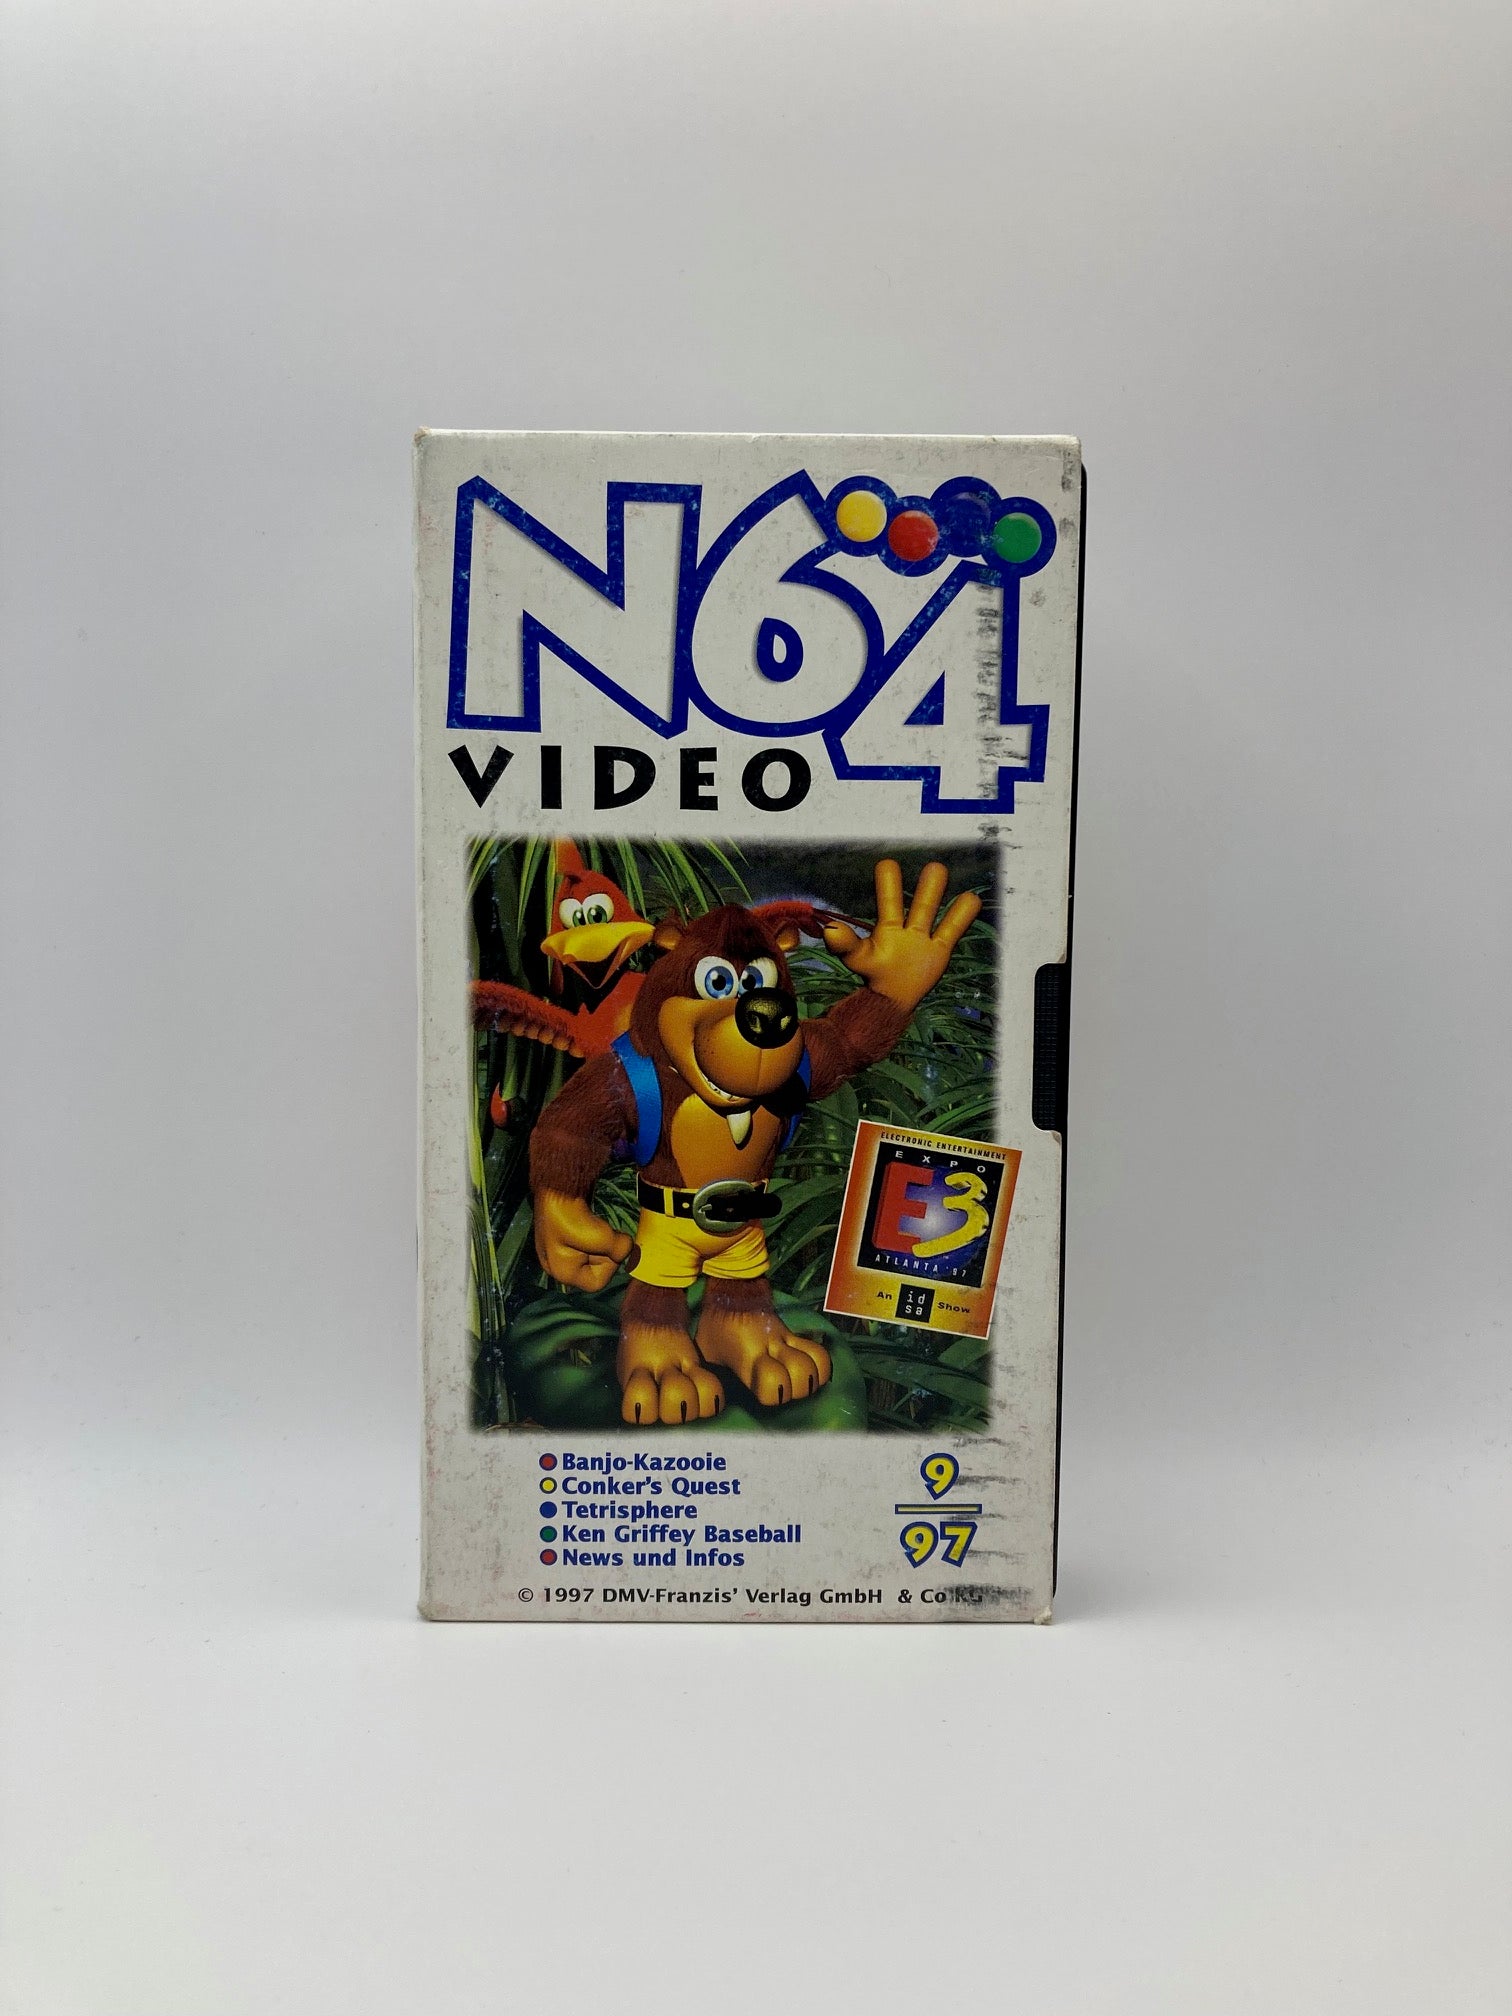 N64
VIDEO
ELECTRONIC ENTERTAINMENT
EXPO
E3
ATLANTA '97
An idsa Show
Banjo-Kazooie
Conker's Quest
Tetrisphere
Ken Griffey Baseball
News und Infos
9
97
© 1997 DMV-Franzis' Verlag GmbH & Co KG